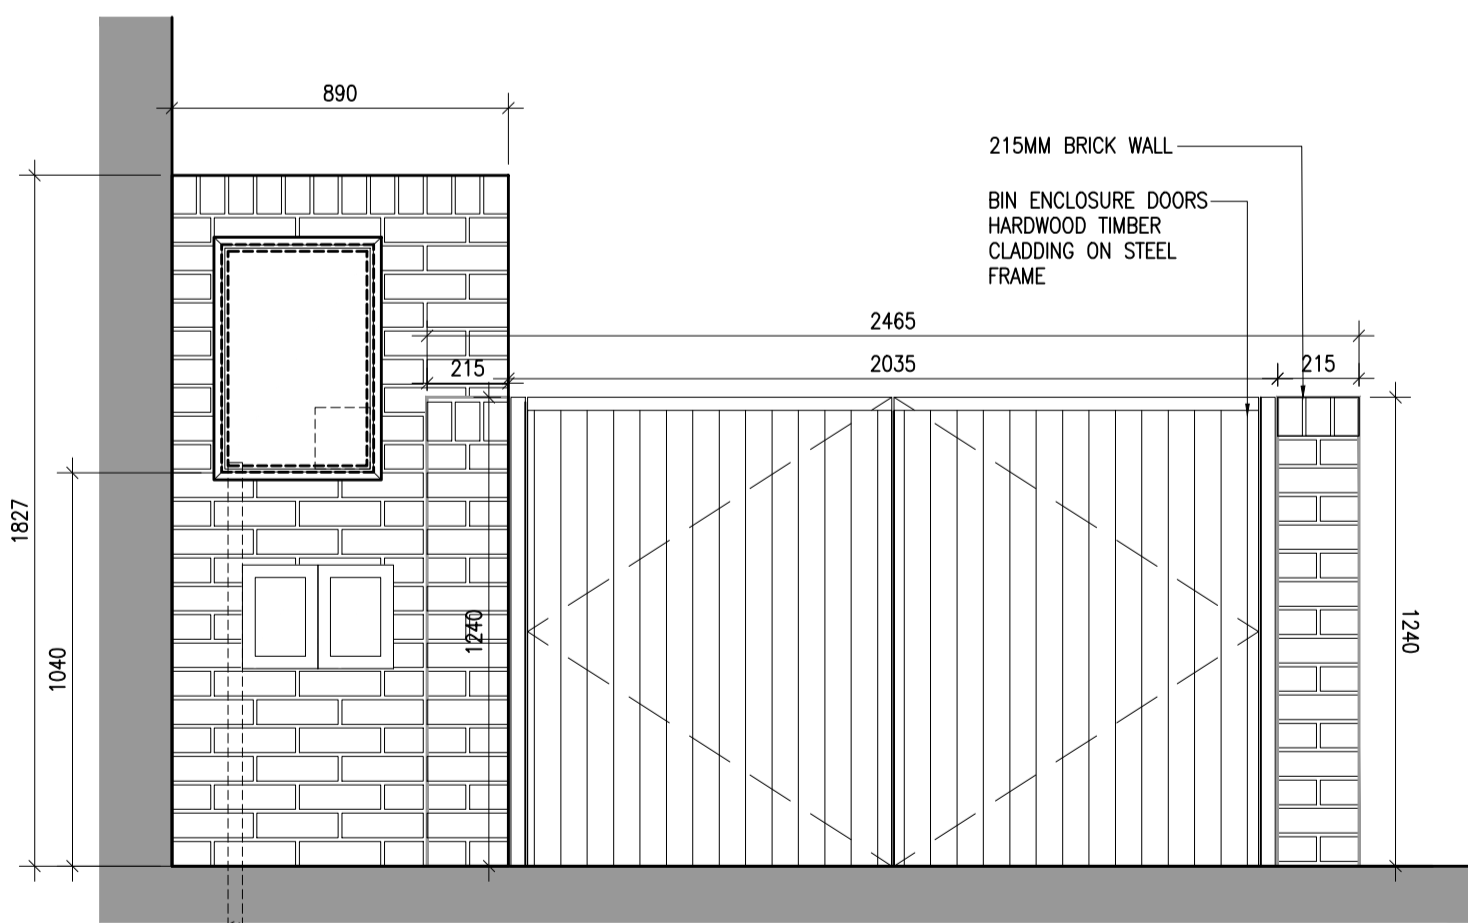 890
215MM BRICK WALL
BIN ENCLOSURE DOORS
HARDWOOD TIMBER
CLADDING ON STEEL
FRAME
2465
215
2035
215
1827
1040
1240
1240